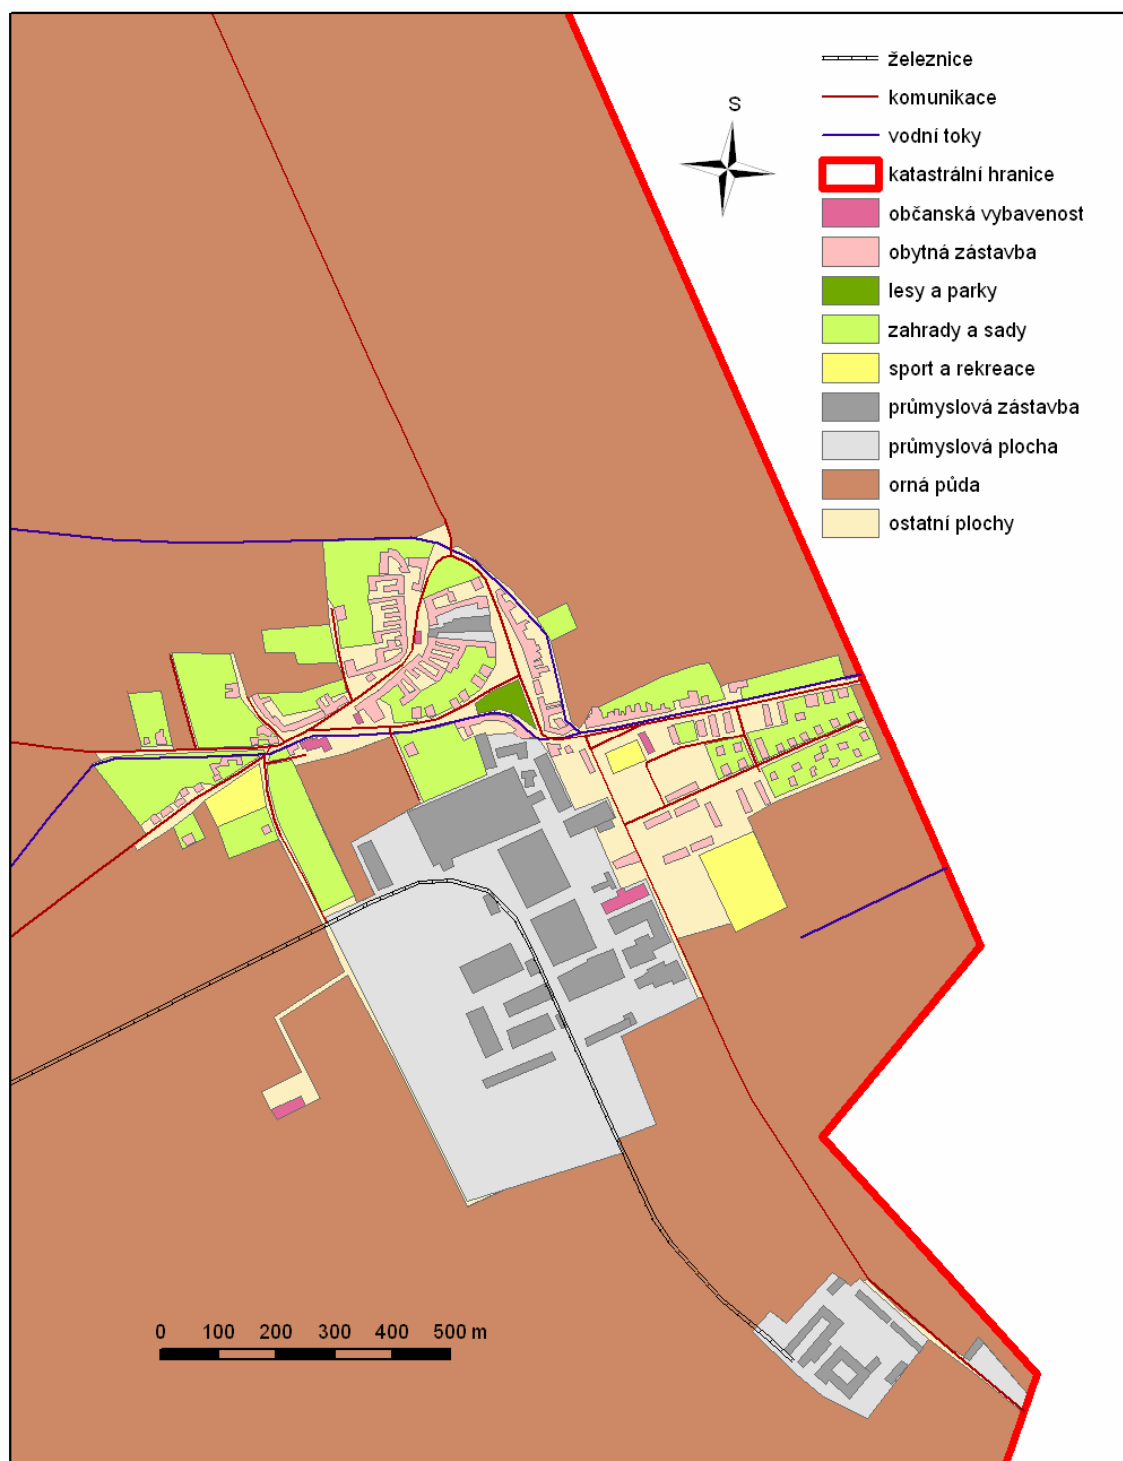 železnice
komunikace
S
vodní toky
katastrální hranice
občanská vybavenost
obytná zástavba
lesy a parky
zahrady a sady
sport a rekreace
průmyslová zástavba
průmyslová plocha
orná půda
ostatní plochy
0 100 200 300 400 500 m